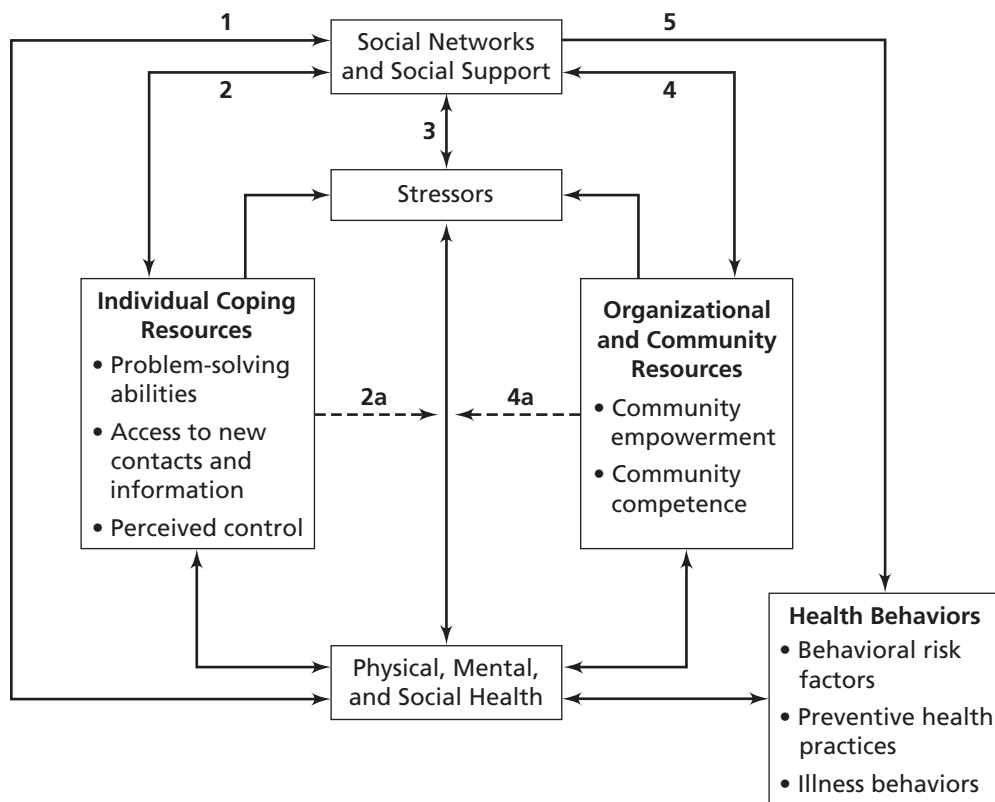 1
5
Social Networks
and Social Support
2
4
3
Stressors
Individual Coping
Resources
• Problem-solving
abilities
• Access to new
contacts and
information
• Perceived control
2a
4a
Organizational
and Community
Resources
• Community
empowerment
• Community
competence
Physical, Mental,
and Social Health
Health Behaviors
• Behavioral risk
factors
• Preventive health
practices
• Illness behaviors